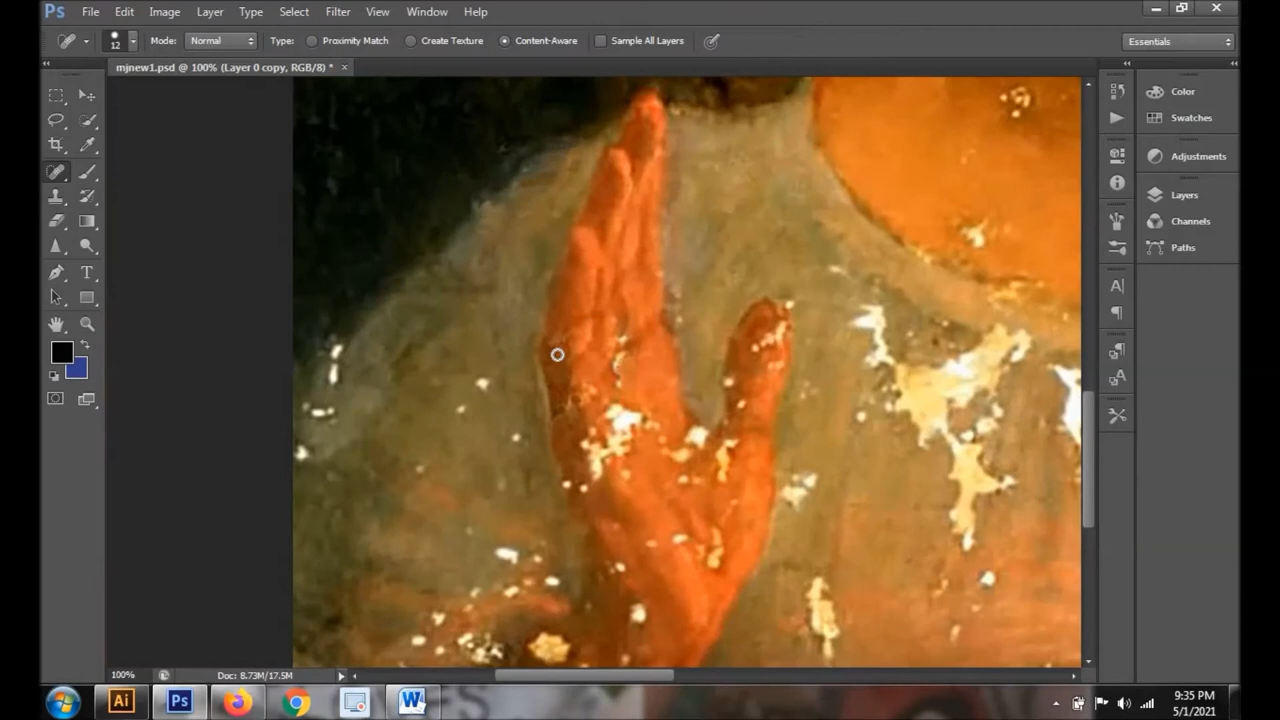 Ps File Edit Image Layer Type Select Filter View Window Help
12 Mode: Normal Type: Proximity Match Create Texture Content-Aware Sample All Layers Essentials
mjnew1.psd @ 100% (Layer 0 copy, RGB/8) * ×
Color
Swatches
Adjustments
Layers
Channels
Paths
T
A
A
100% Doc: 8.73M/17.5M
Ai Ps W 9:35 PM
5/1/2021